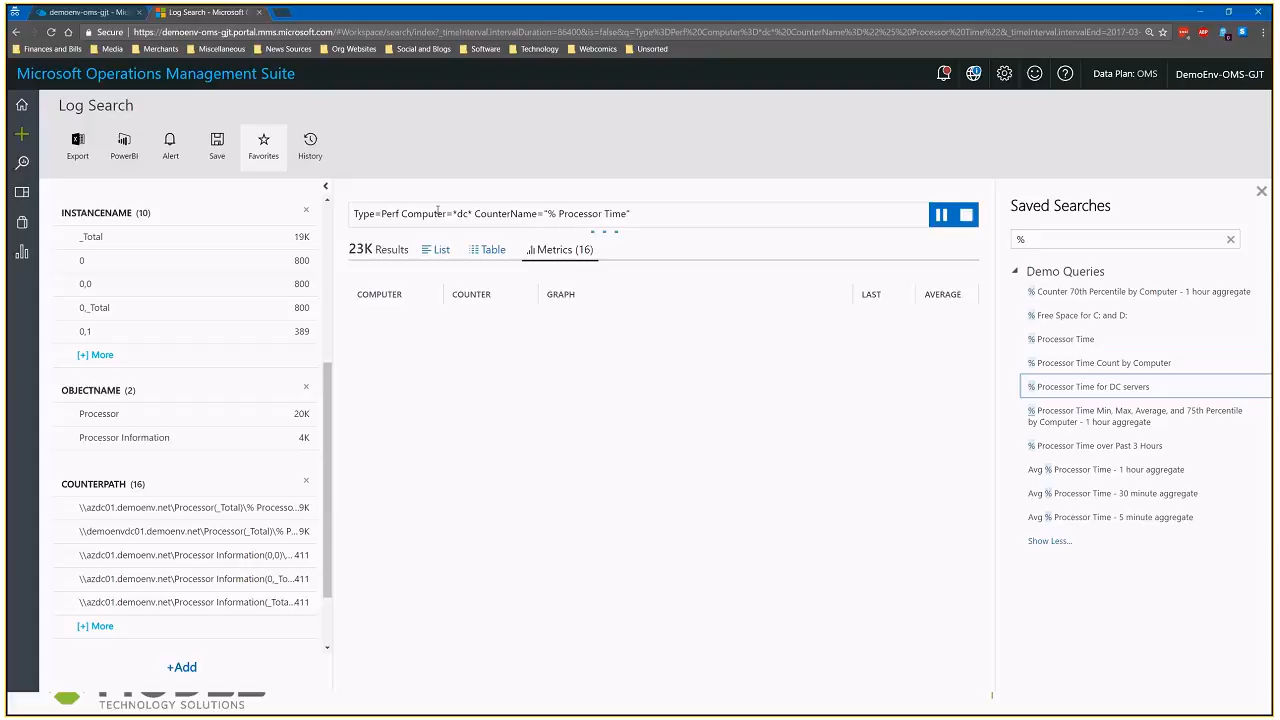 demoenv-oms-gjt - Mic
Log Search - Microsoft (
Secure
https://demoenv-oms-gjt.portal.mms.microsoft.com/#Workspace/search/index?_timeInterval.intervalDuration=86400&is=false&q=Type%3DPerf%20Computer%3D*dc*%20CounterName%3D%22%25%20Processor%20Time%22&_timeInterval.intervalEnd=2017-03-
Finances and Bills
Media
Merchants
Miscellaneous
News Sources
Org Websites
Social and Blogs
Software
Technology
Webcomics
Unsorted
Microsoft Operations Management Suite
Data Plan: OMS
DemoEnv-OMS-GJT
Log Search
Export
PowerBI
Alert
Save
Favorites
History
INSTANCENAME (10)
_Total 19K
0 800
0,0 800
0,_Total 800
0,1 389
[+] More
OBJECTNAME (2)
Processor 20K
Processor Information 4K
COUNTERPATH (16)
\\azdc01.demoenv.net\Processor(_Total)\% Processo... 9K
\\demoenvdc01.demoenv.net\Processor(_Total)\% P... 9K
\\azdc01.demoenv.net\Processor Information(0,0)\... 411
\\azdc01.demoenv.net\Processor Information(0,_To... 411
\\azdc01.demoenv.net\Processor Information(_Tota... 411
[+] More
+Add
TECHNOLOGY SOLUTIONS
Type=Perf Computer=*dc* CounterName="% Processor Time"
23K Results
List
Table
Metrics (16)
COMPUTER
COUNTER
GRAPH
LAST
AVERAGE
Saved Searches
%
Demo Queries
% Counter 70th Percentile by Computer - 1 hour aggregate
% Free Space for C: and D:
% Processor Time
% Processor Time Count by Computer
% Processor Time for DC servers
% Processor Time Min, Max, Average, and 75th Percentile
by Computer - 1 hour aggregate
% Processor Time over Past 3 Hours
Avg % Processor Time - 1 hour aggregate
Avg % Processor Time - 30 minute aggregate
Avg % Processor Time - 5 minute aggregate
Show Less...